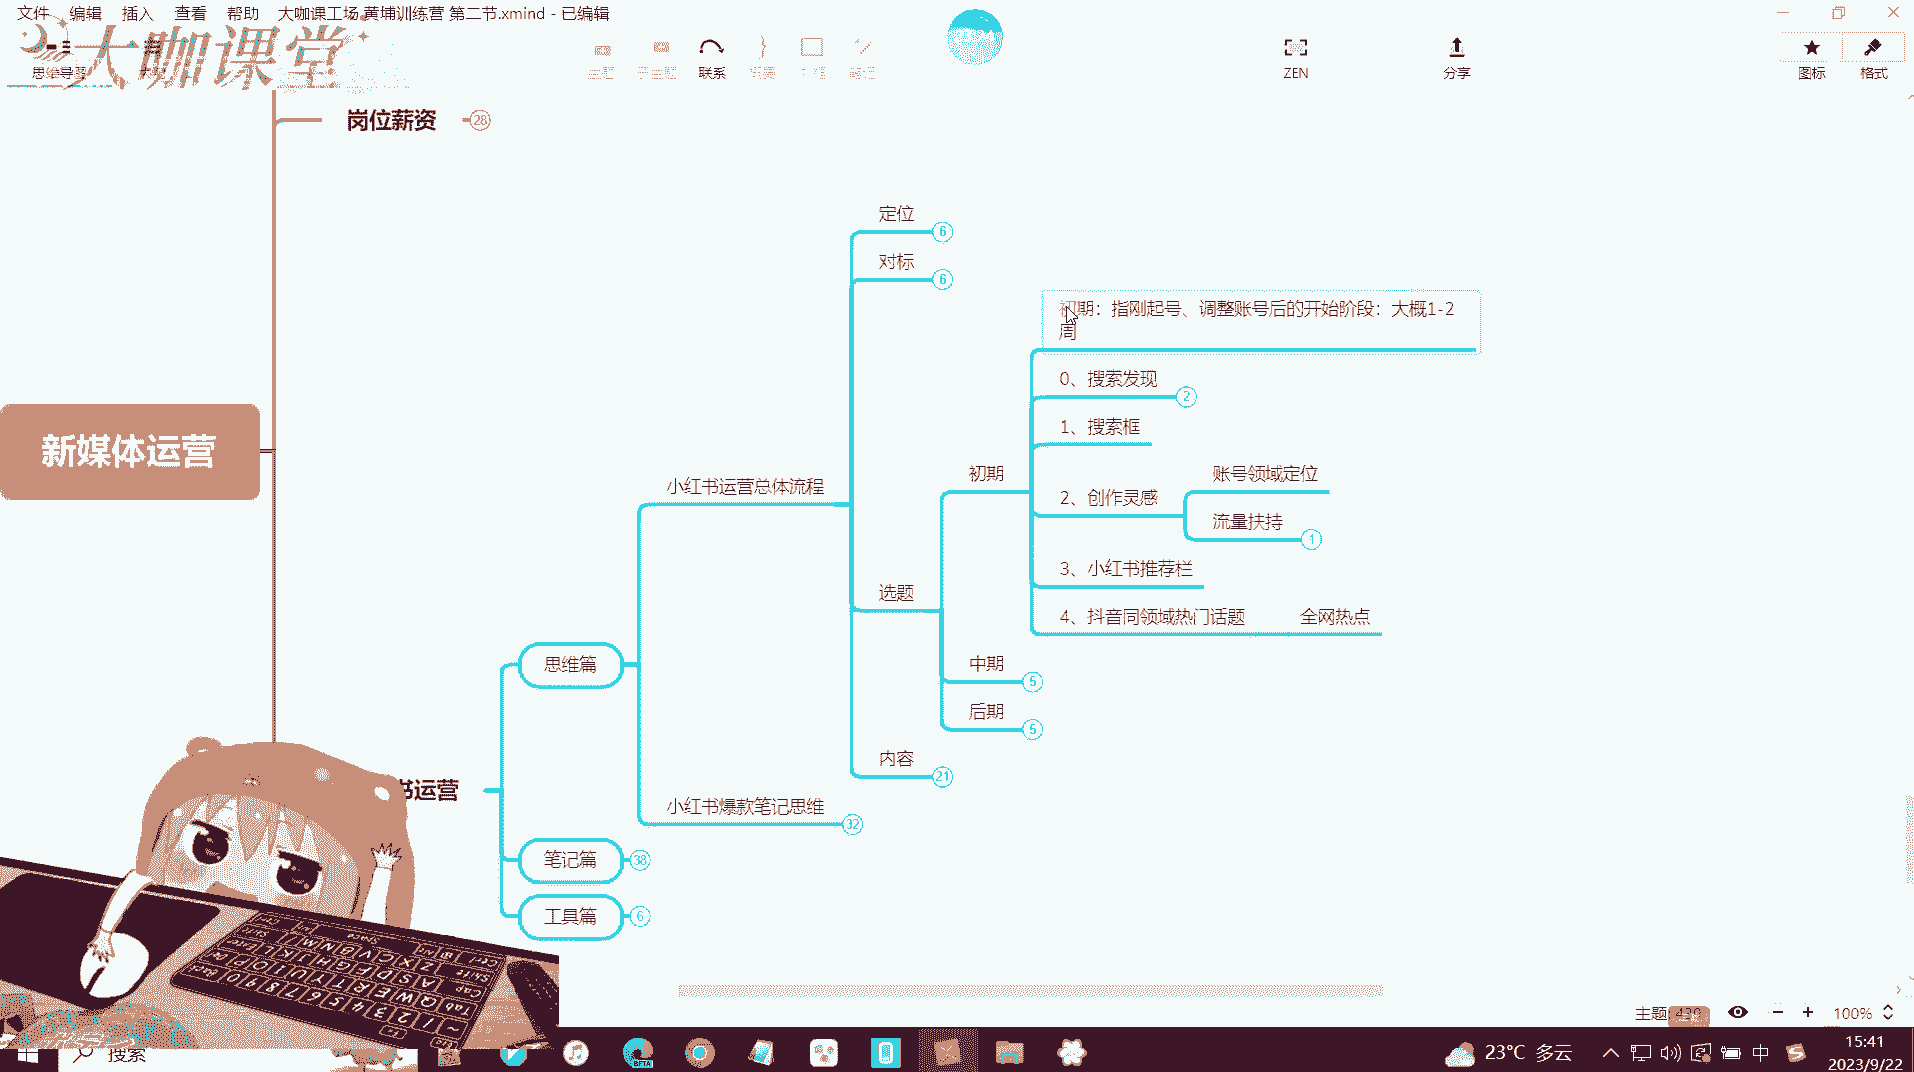 文件 编辑 插入 查看 帮助 大咖课工场 黄埔训练营 第二节.xmind - 已编辑
大咖课堂
思维导图
联系
ZEN
分享
图标
格式
岗位薪资 28
定位 6
对标 6
初期：指刚起号、调整账号后的开始阶段：大概1-2
周
0、搜索发现 2
1、搜索框
初期
账号领域定位
2、创作灵感
流量扶持 1
小红书运营总体流程
新媒体运营
3、小红书推荐栏
选题
4、抖音同领域热门话题 全网热点
思维篇
中期 5
后期 5
内容 21
书运营
小红书爆款笔记思维 32
笔记篇 38
工具篇 6
主题: 430
100%
搜索
BETA
23°C 多云
中
15:41
2023/9/22